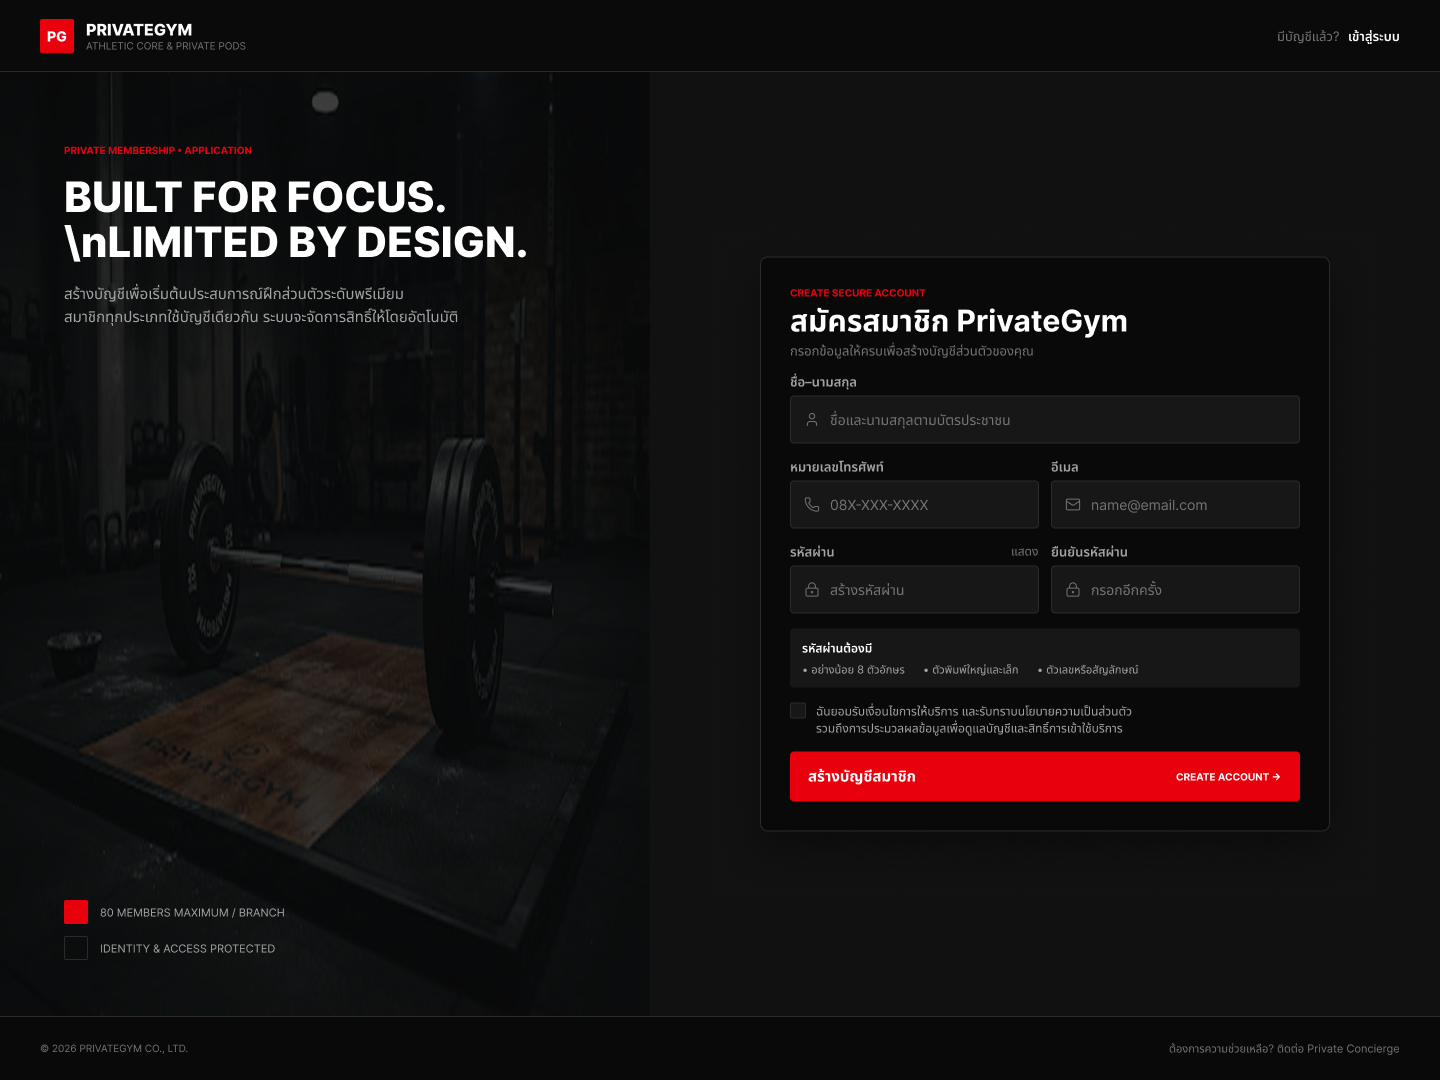 PG
PRIVATEGYM
ATHLETIC CORE & PRIVATE PODS
มีบัญชีแล้ว? เข้าสู่ระบบ
PRIVATE MEMBERSHIP • APPLICATION
BUILT FOR FOCUS.
\nLIMITED BY DESIGN.
สร้างบัญชีเพื่อเริ่มต้นประสบการณ์ฝึกส่วนตัวระดับพรีเมียม
สมาชิกทุกประเภทใช้บัญชีเดียวกัน ระบบจะจัดการสิทธิ์ให้โดยอัตโนมัติ
PRIVATEGYM
PRIVATEGYM
PRIVATEGYM
80 MEMBERS MAXIMUM / BRANCH
IDENTITY & ACCESS PROTECTED
CREATE SECURE ACCOUNT
สมัครสมาชิก PrivateGym
กรอกข้อมูลให้ครบเพื่อสร้างบัญชีส่วนตัวของคุณ
ชื่อ–นามสกุล
ชื่อและนามสกุลตามบัตรประชาชน
หมายเลขโทรศัพท์
อีเมล
08X-XXX-XXXX
name@email.com
รหัสผ่าน
แสดง
ยืนยันรหัสผ่าน
สร้างรหัสผ่าน
กรอกอีกครั้ง
รหัสผ่านต้องมี
• อย่างน้อย 8 ตัวอักษร • ตัวพิมพ์ใหญ่และเล็ก • ตัวเลขหรือสัญลักษณ์
ฉันยอมรับเงื่อนไขการให้บริการ และรับทราบนโยบายความเป็นส่วนตัว
รวมถึงการประมวลผลข้อมูลเพื่อดูแลบัญชีและสิทธิ์การเข้าใช้บริการ
สร้างบัญชีสมาชิก
CREATE ACCOUNT →
© 2026 PRIVATEGYM CO., LTD.
ต้องการความช่วยเหลือ? ติดต่อ Private Concierge